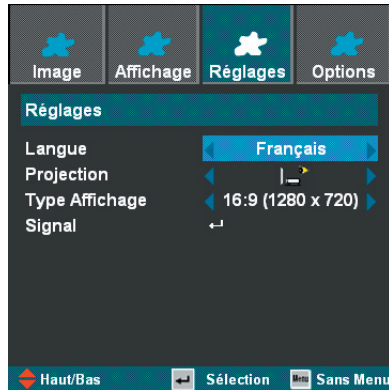 Image Affichage Réglages Options
Réglages
Langue Français
Projection
Type Affichage 16:9 (1280 x 720)
Signal
Haut/Bas Sélection Menu Sans Menu